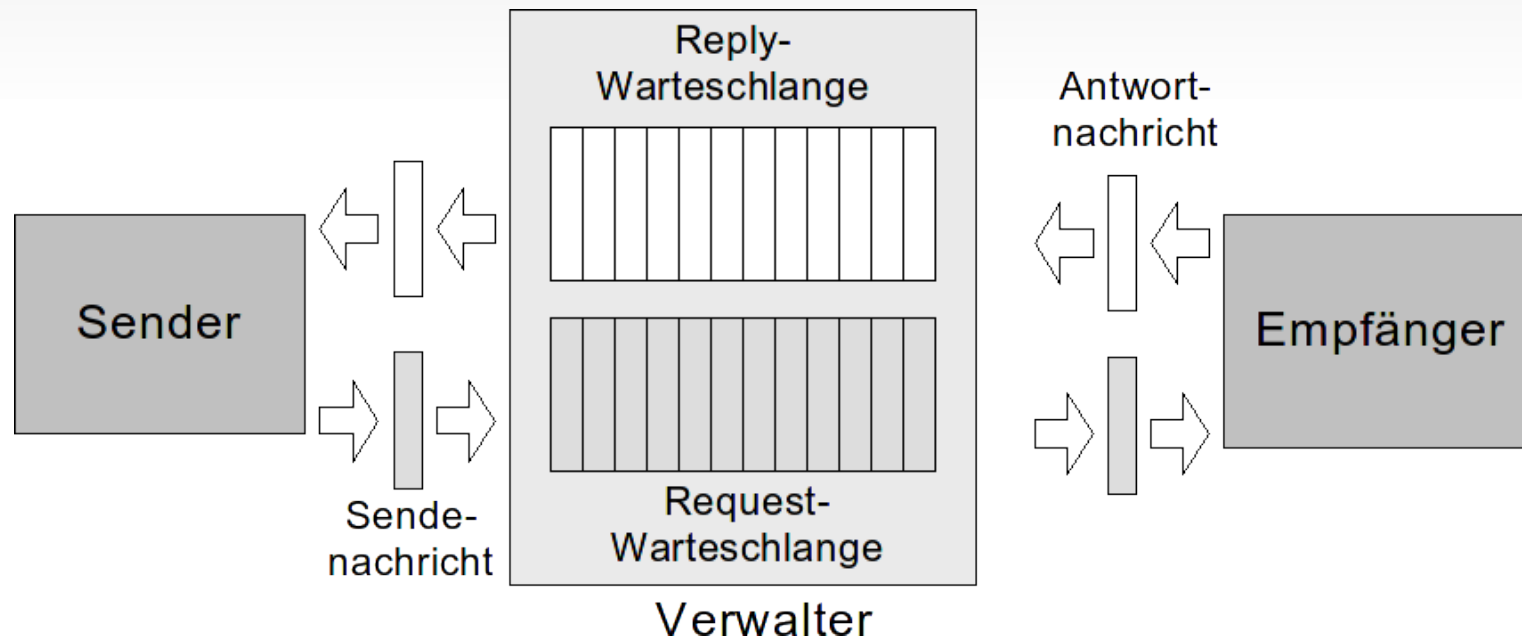 Reply-
Warteschlange
Antwort-
nachricht
Sender
Empfänger
Sende-
nachricht
Request-
Warteschlange
Verwalter